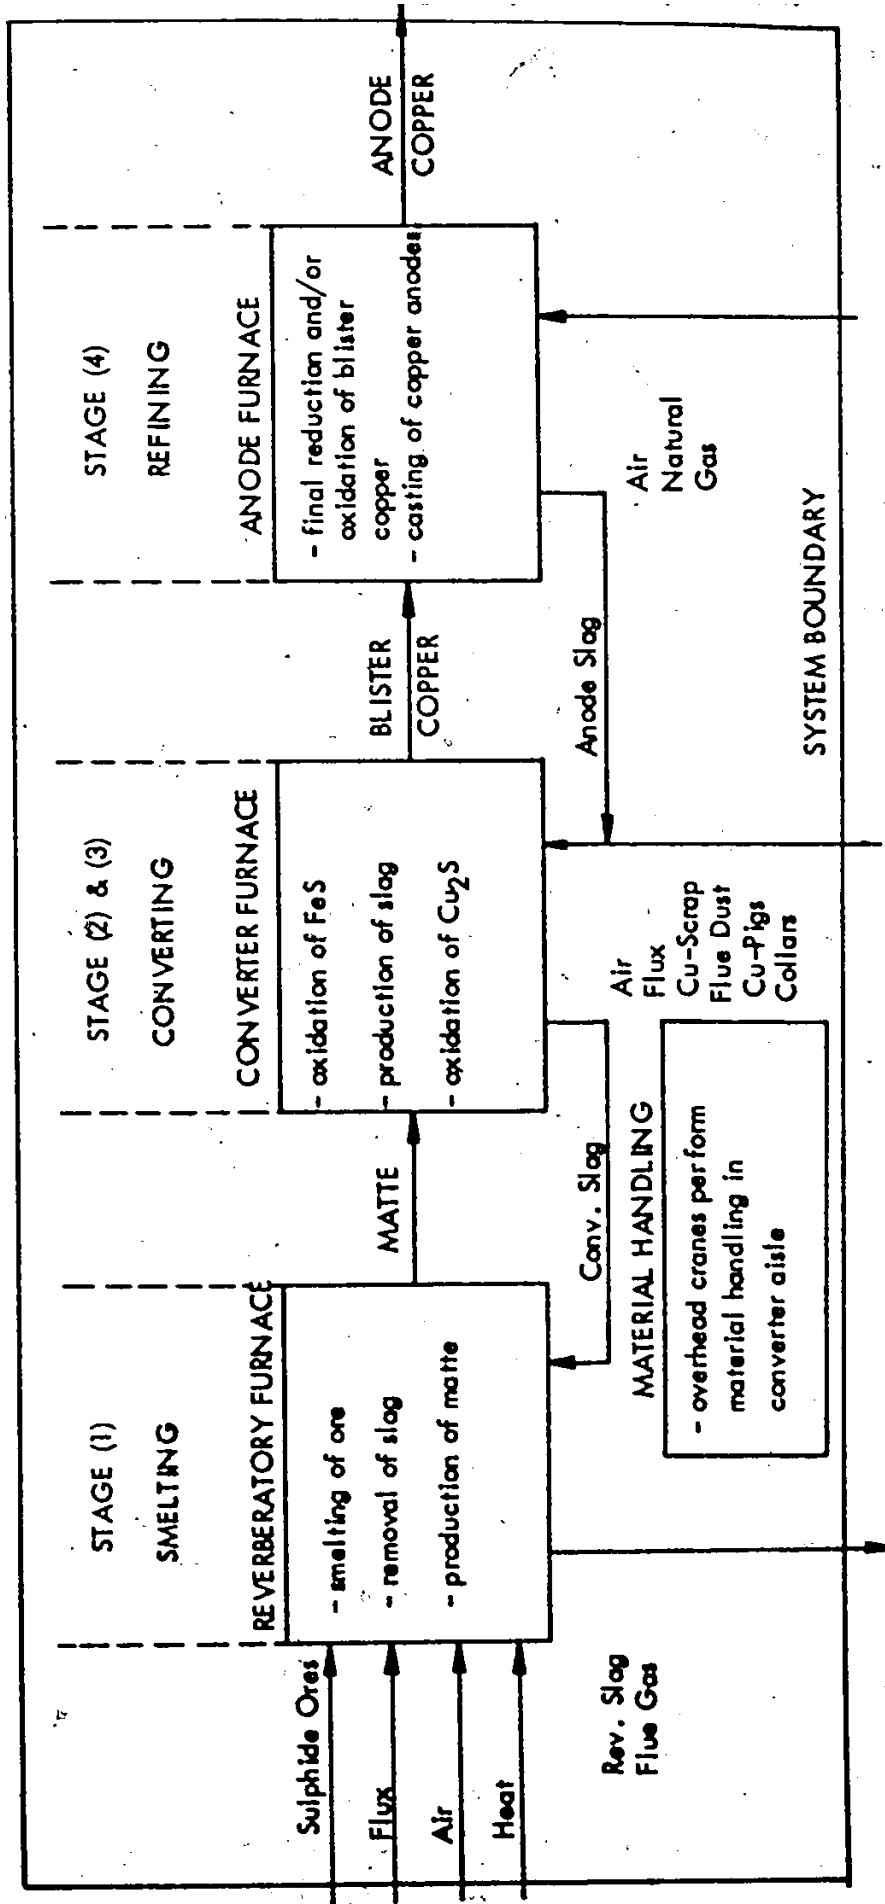 STAGE (1)
SMELTING
REVERBERATORY FURNACE
- smelting of ore
- removal of slag
- production of matte
Sulphide Ores
Flux
Air
Heat
Rev. Slag
Flue Gas
MATTE
Conv. Slag
STAGE (2) & (3)
CONVERTING
CONVERTER FURNACE
- oxidation of FeS
- production of slag
- oxidation of Cu2S
Air
Flux
Cu-Scrap
Flue Dust
Cu-Pigs
Collars
MATERIAL HANDLING
- overhead cranes perform
material handling in
converter aisle
BLISTER
COPPER
Anode Slag
STAGE (4)
REFINING
ANODE FURNACE
- final reduction and/or
oxidation of blister
copper
- casting of copper anodes
Air
Natural
Gas
ANODE
COPPER
SYSTEM BOUNDARY